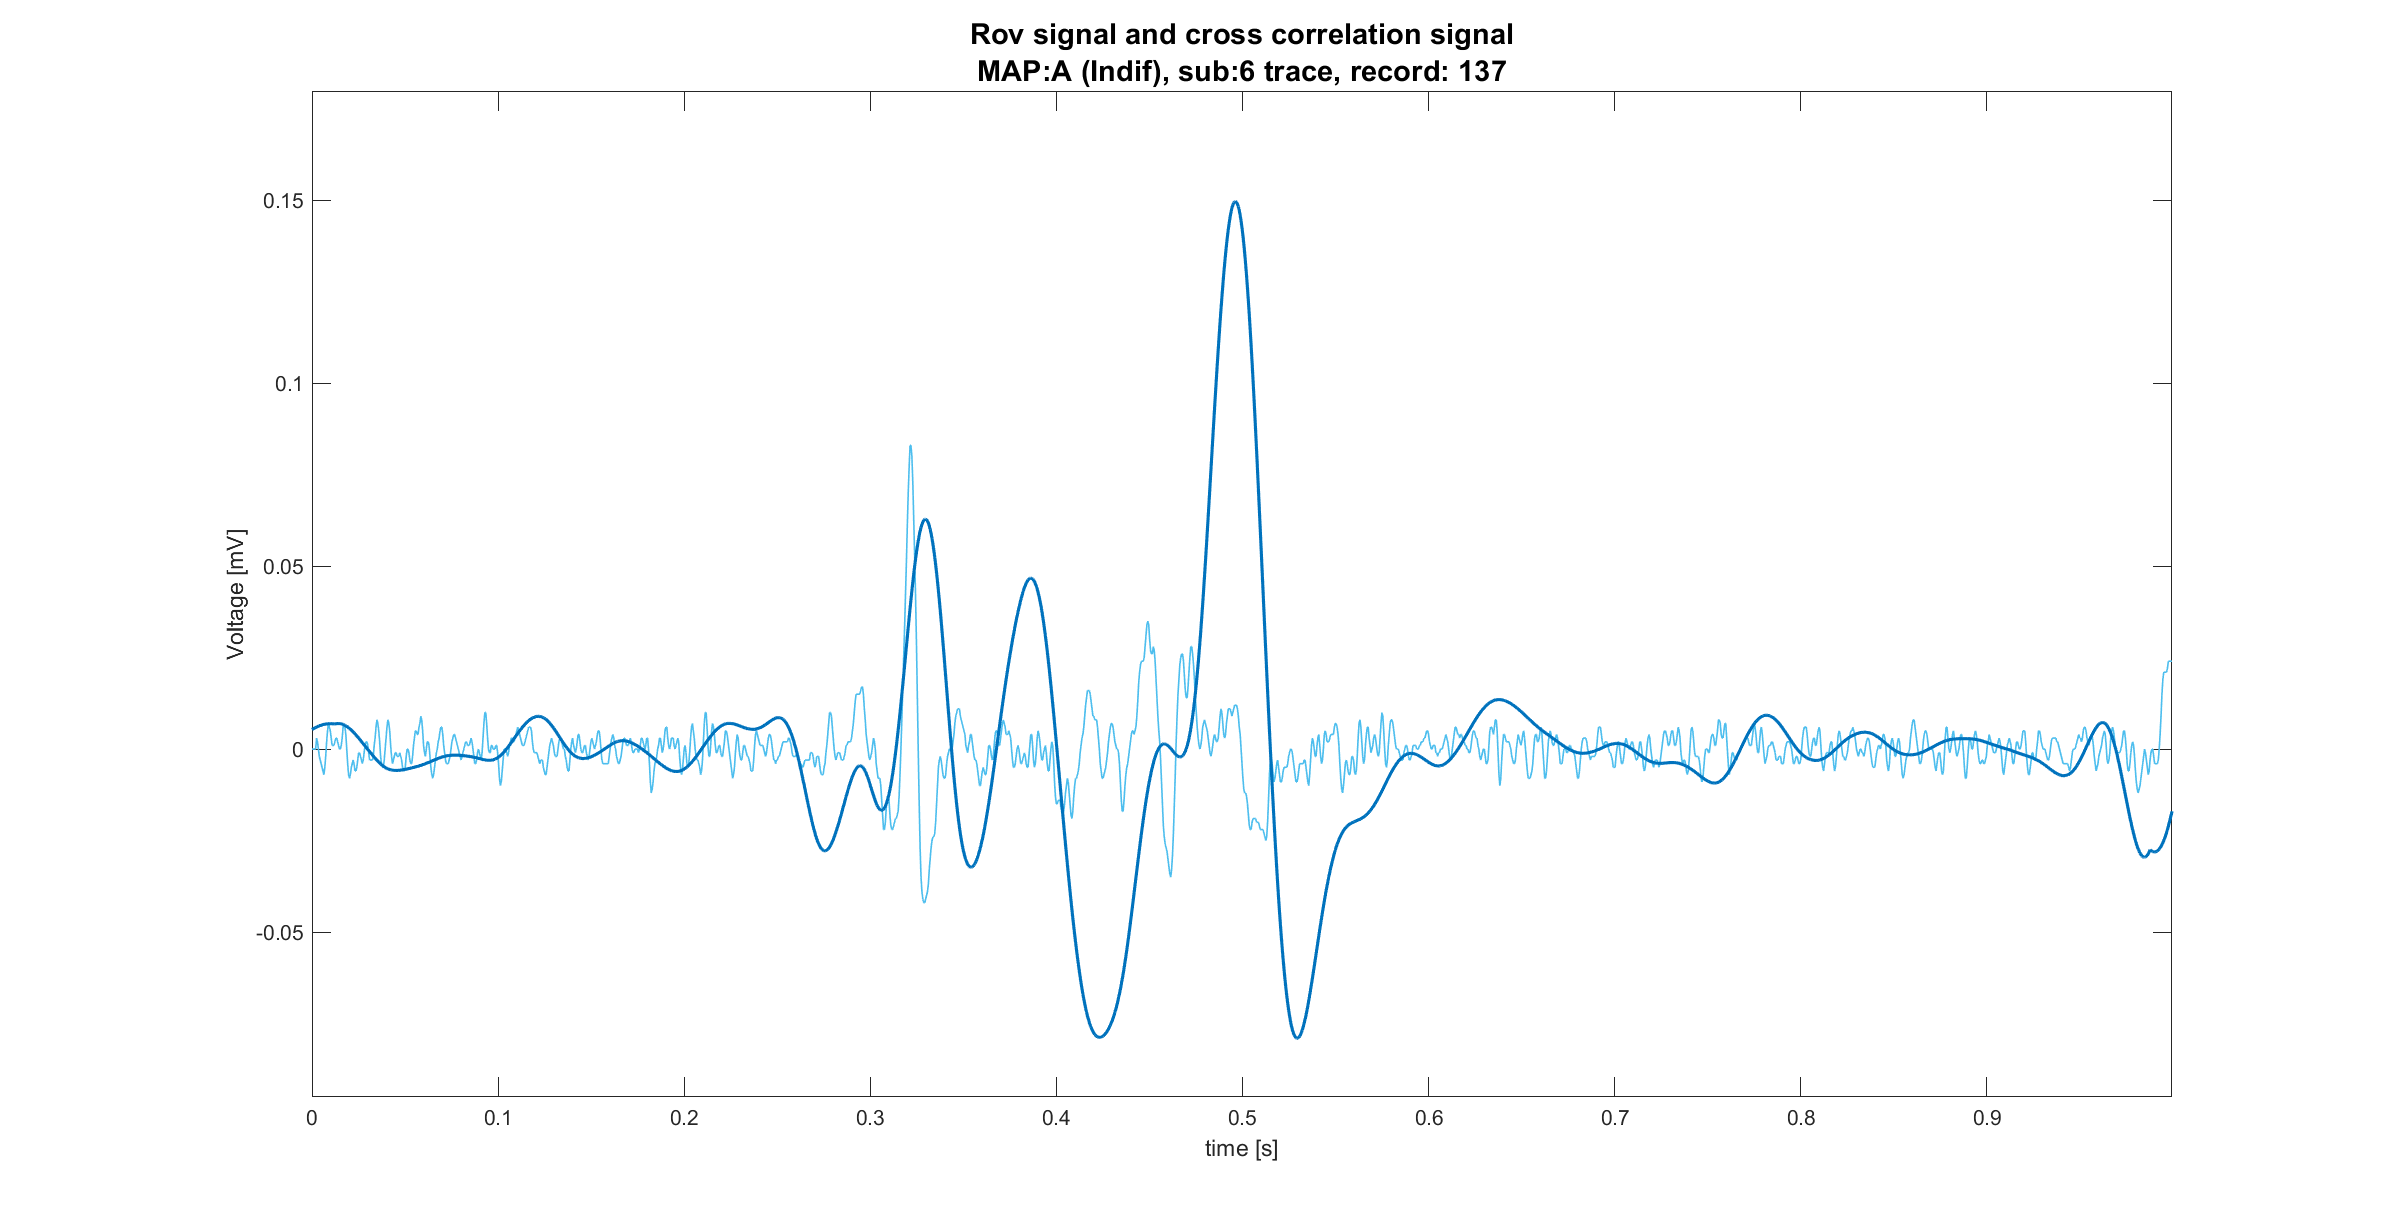 Rov signal and cross correlation signal
MAP:A (Indif), sub:6 trace, record: 137
0.15
0.1
0.05
0
-0.05
Voltage [mV]
0 0.1 0.2 0.3 0.4 0.5 0.6 0.7 0.8 0.9
time [s]